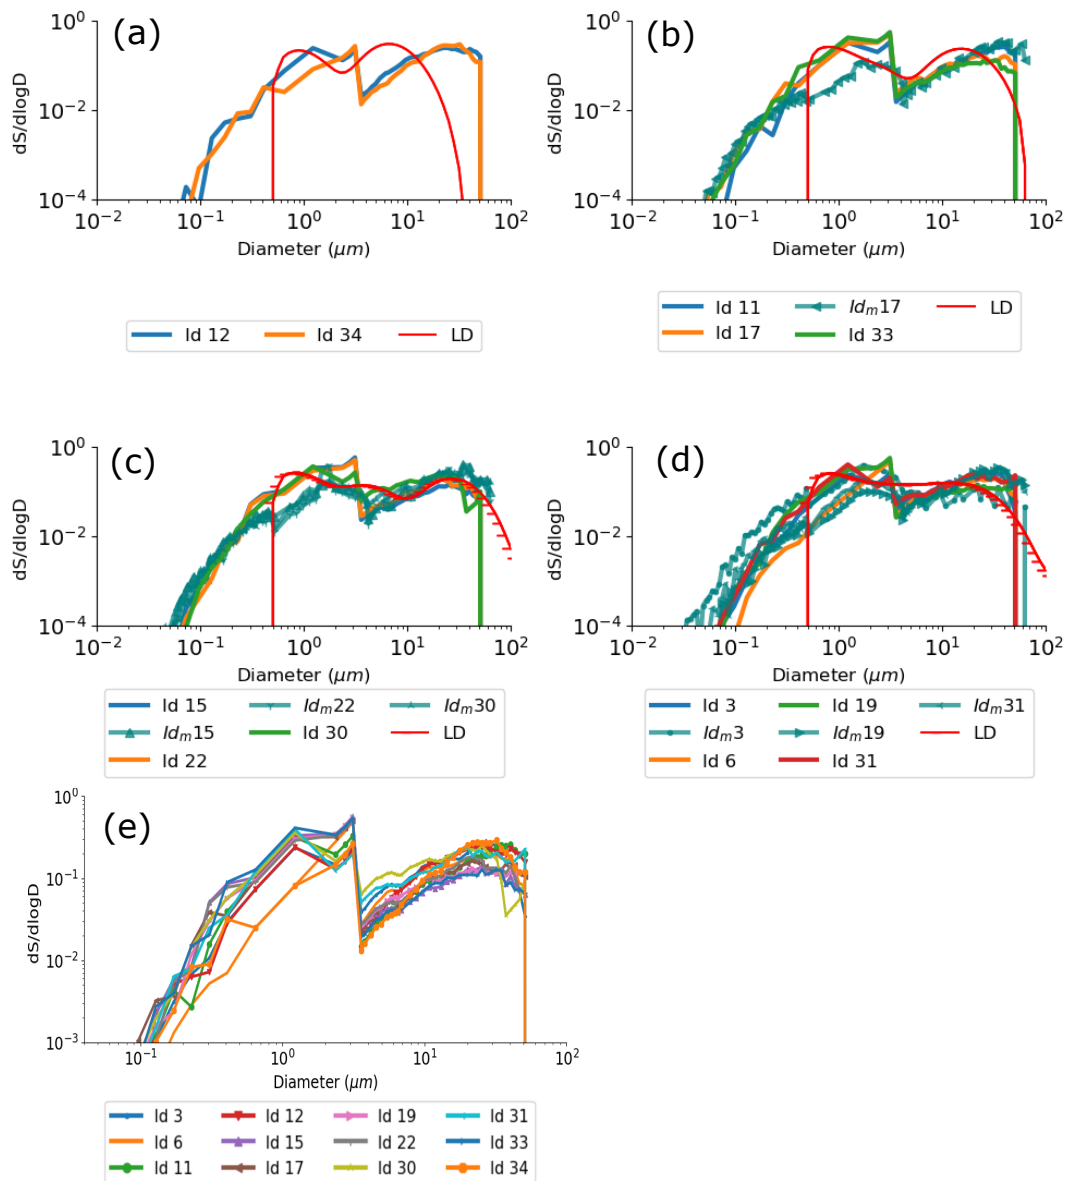 (a)
dS/dlogD
10^0
10^-2
10^-4
10^-2 10^-1 10^0 10^1 10^2
Diameter (μm)
Id 12 Id 34 LD
(b)
dS/dlogD
10^0
10^-2
10^-4
10^-2 10^-1 10^0 10^1 10^2
Diameter (μm)
Id 11 Id_m17 LD
Id 17 Id 33
(c)
dS/dlogD
10^0
10^-2
10^-4
10^-2 10^-1 10^0 10^1 10^2
Diameter (μm)
Id 15 Id_m22 Id_m30
Id_m15 Id 30 LD
Id 22
(d)
dS/dlogD
10^0
10^-2
10^-4
10^-2 10^-1 10^0 10^1 10^2
Diameter (μm)
Id 3 Id 19 Id_m31
Id_m3 Id_m19 LD
Id 6 Id 31
(e)
dS/dlogD
10^0
10^-1
10^-2
10^-3
10^-1 10^0 10^1 10^2
Diameter (μm)
Id 3 Id 12 Id 19 Id 31
Id 6 Id 15 Id 22 Id 33
Id 11 Id 17 Id 30 Id 34